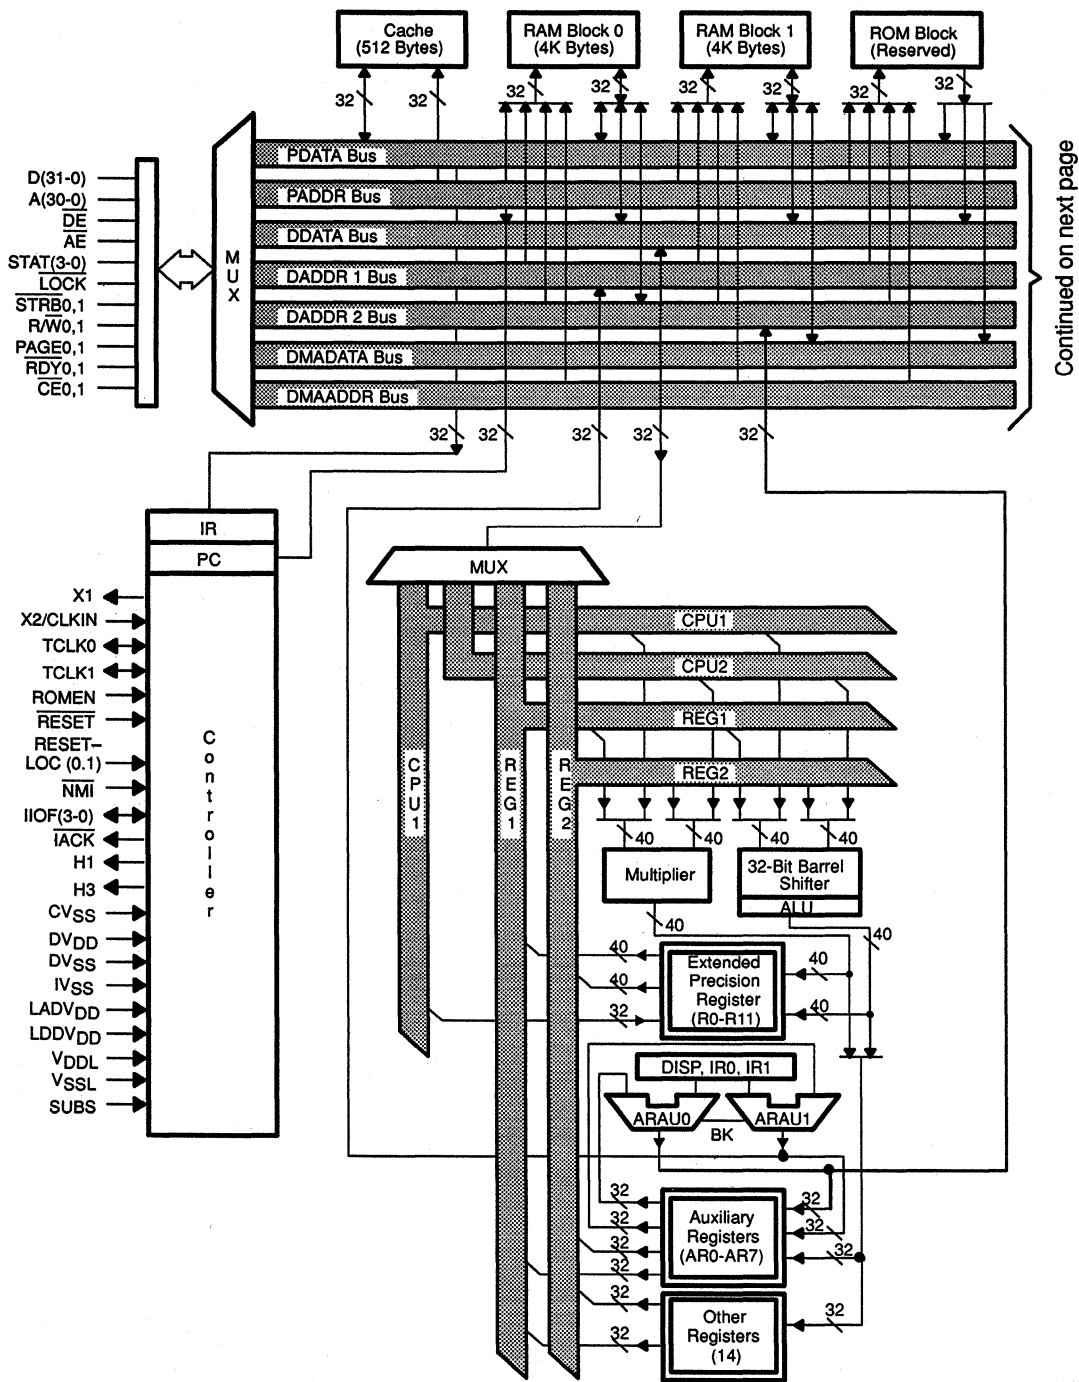 Cache
(512 Bytes)
RAM Block 0
(4K Bytes)
RAM Block 1
(4K Bytes)
ROM Block
(Reserved)
32
32
32
32
32
32
32
32
PDATA Bus
PADDR Bus
DDATA Bus
DADDR 1 Bus
DADDR 2 Bus
DMADATA Bus
DMAADDR Bus
MUX
Continued on next page
D(31-0)
A(30-0)
DE
AE
STAT(3-0)
LOCK
STRB0,1
R/W0,1
PAGE0,1
RDY0,1
CE0,1
32
32
32
32
32
IR
PC
Controller
X1
X2/CLKIN
TCLK0
TCLK1
ROMEN
RESET
RESET–
LOC (0.1)
NMI
IIOF(3-0)
IACK
H1
H3
CVSS
DVDD
DVSS
IVSS
LADVDD
LDDVDD
VDDL
VSSL
SUBS
MUX
CPU1
CPU2
REG1
REG2
CPU1
REG1
REG2
40
40
40
40
Multiplier
32-Bit Barrel
Shifter
ALU
40
40
40
40
32
Extended
Precision
Register
(R0-R11)
40
40
DISP, IR0, IR1
ARAU0
ARAU1
BK
32
32
32
32
Auxiliary
Registers
(AR0-AR7)
32
32
32
32
32
Other
Registers
(14)
32